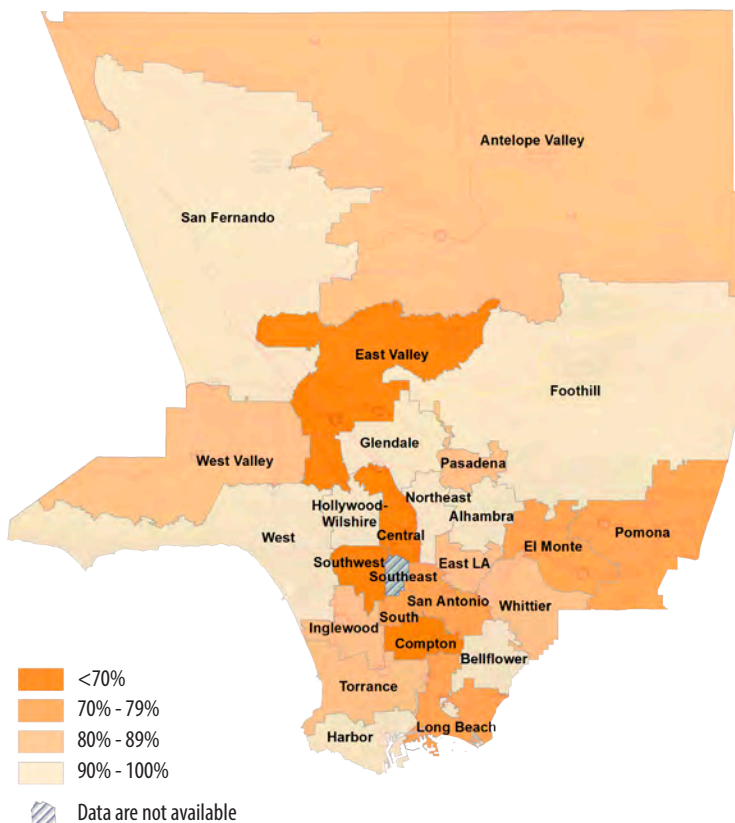 Antelope Valley
San Fernando
East Valley
Foothill
Glendale
West Valley
Pasadena
Northeast
Hollywood-
Wilshire
Alhambra
West
Central
Pomona
El Monte
Southwest
East LA
Southeast
San Antonio
Whittier
South
Inglewood
Compton
Bellflower
Torrance
Long Beach
Harbor
<70%
70% - 79%
80% - 89%
90% - 100%
Data are not available